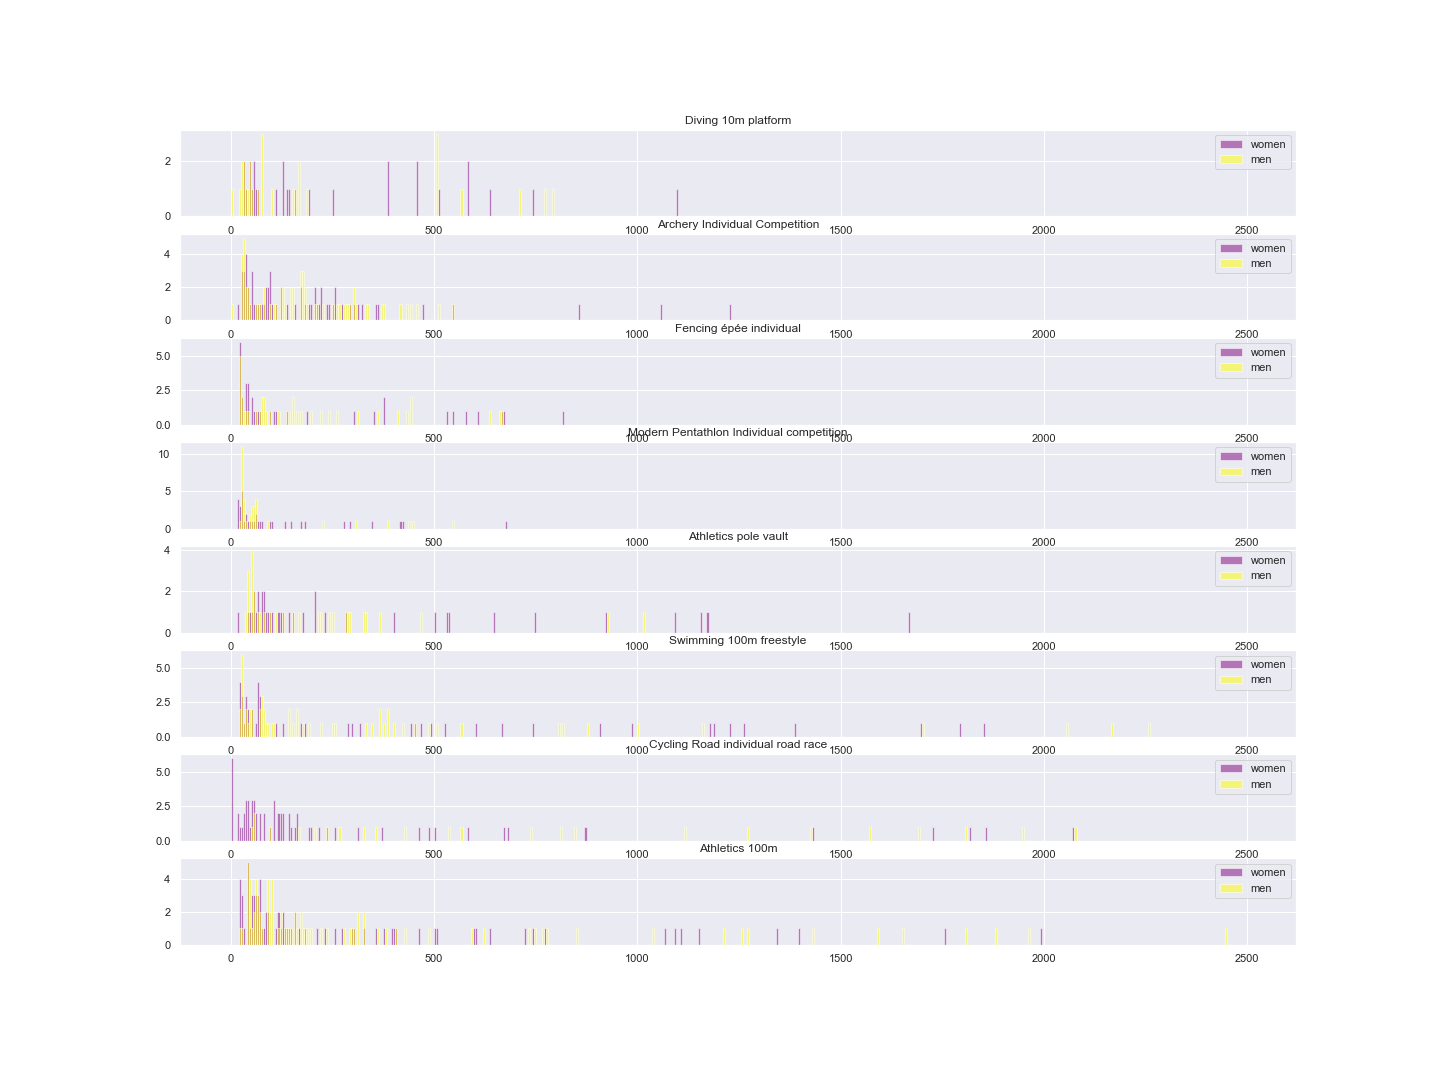 Diving 10m platform
women
men
2
0
0 500 1000 1500 2000 2500
Archery Individual Competition
women
men
4
2
0
0 500 1000 1500 2000 2500
Fencing épée individual
women
men
5.0
2.5
0.0
0 500 1000 1500 2000 2500
Modern Pentathlon Individual competition
women
men
10
5
0
0 500 1000 1500 2000 2500
Athletics pole vault
women
men
4
2
0
0 500 1000 1500 2000 2500
Swimming 100m freestyle
women
men
5.0
2.5
0.0
0 500 1000 1500 2000 2500
Cycling Road individual road race
women
men
5.0
2.5
0.0
0 500 1000 1500 2000 2500
Athletics 100m
women
men
4
2
0
0 500 1000 1500 2000 2500